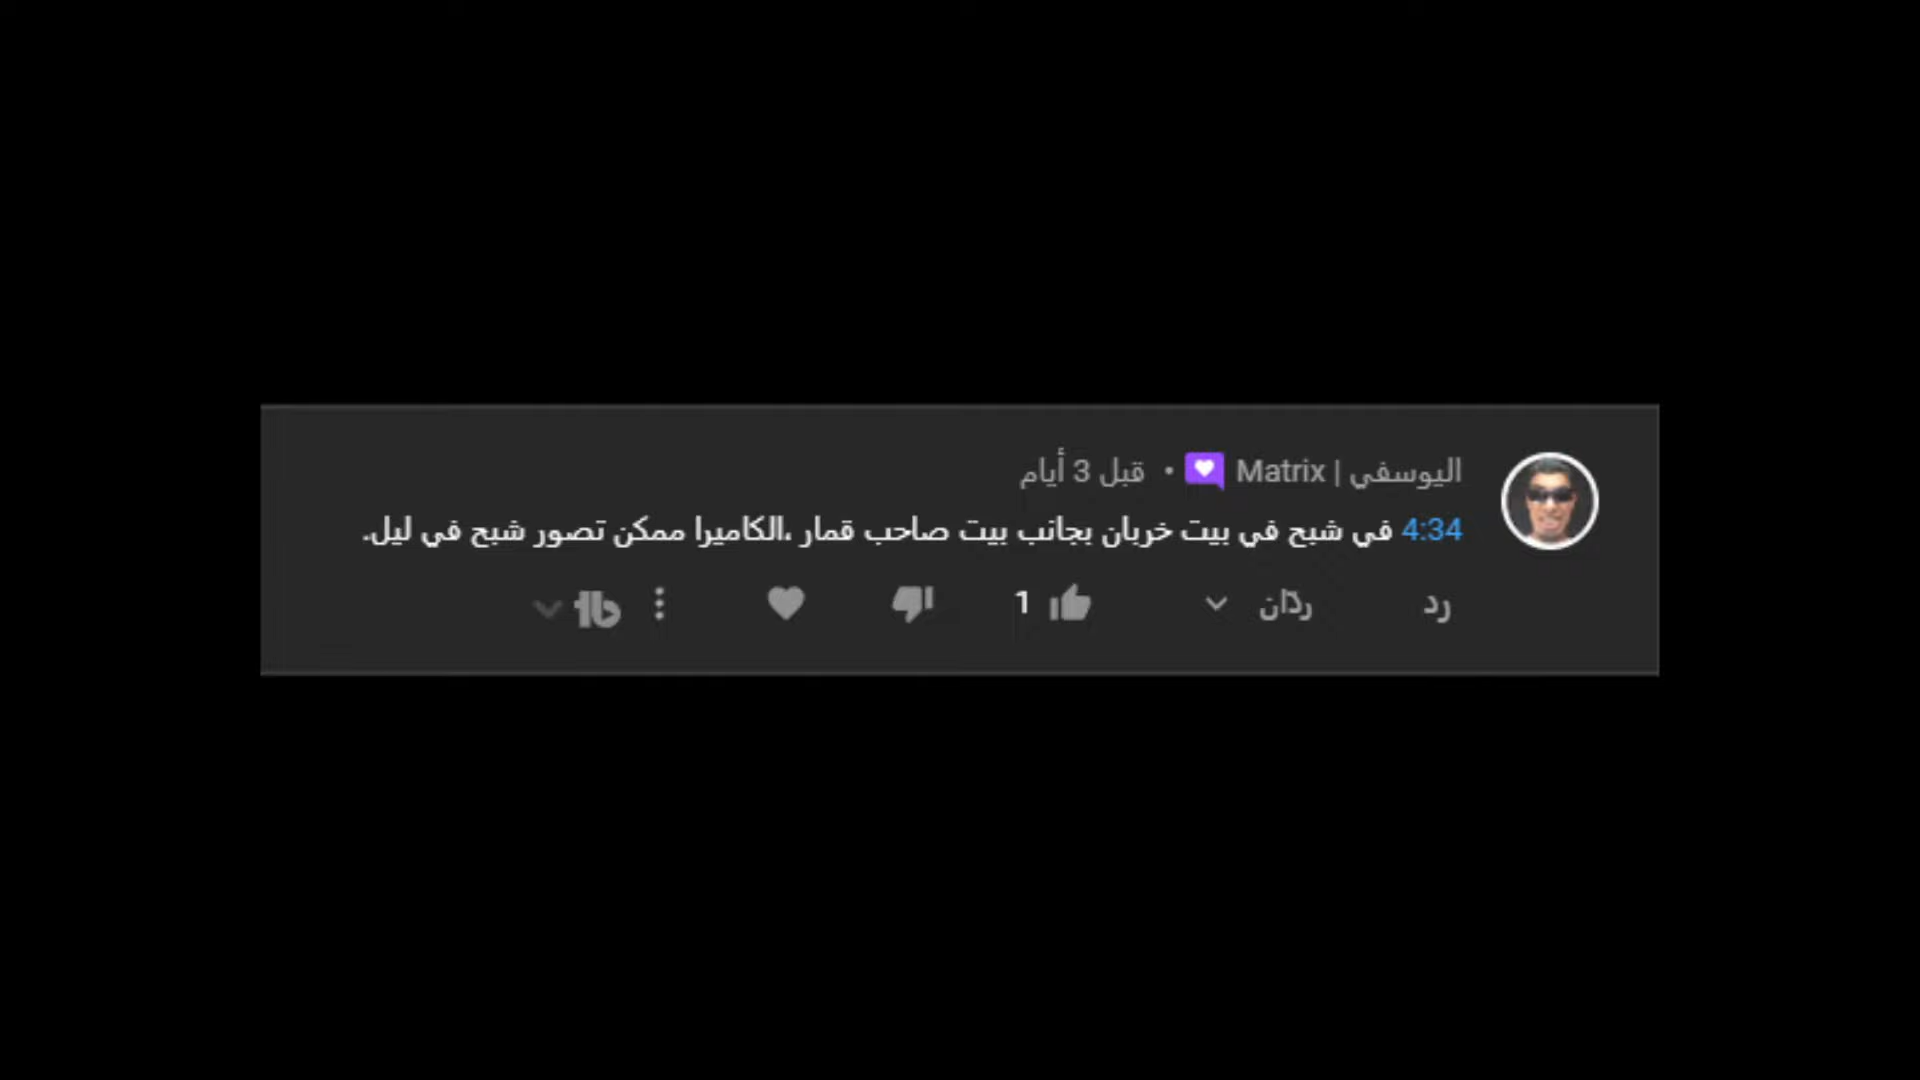 اليوسفي | Matrix • قبل 3 أيام
4:34 في شبح في بيت خربان بجانب بيت صاحب قمار ،الكاميرا ممكن تصور شبح في ليل.
رد ردّان 1